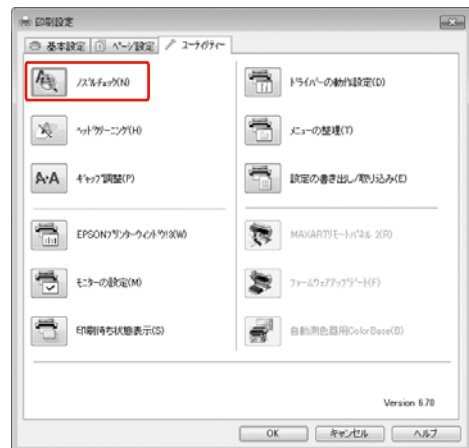 印刷設定
基本設定 ページ設定 ユーティリティー
ノズルチェック(N)
ドライバーの動作設定(D)
ヘッドクリーニング(H)
メニューの整理(T)
ギャップ調整(P)
設定の書き出し/取り込み(E)
EPSONプリンターウィンドウ!3(W)
MAXARTリモートパネル 2(R)
モニターの設定(M)
ファームウェアアップデート(F)
印刷待ち状態表示(S)
自動測色器用ColorBase(B)
Version 6.70
OK キャンセル ヘルプ